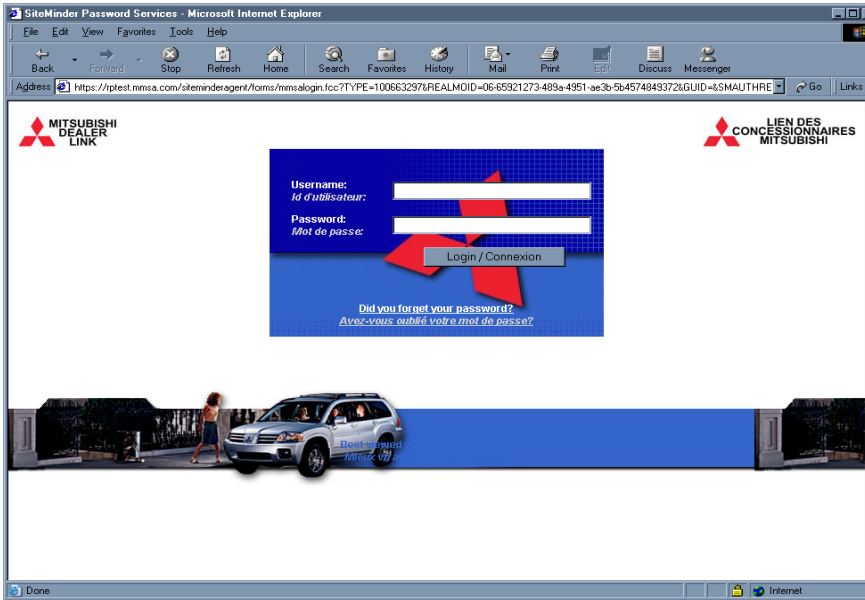 SiteMinder Password Services - Microsoft Internet Explorer
File Edit View Favorites Tools Help
Back Forward Stop Refresh Home Search Favorites History Mail Print Edit Discuss Messenger
Address https://rptest.mmsa.com/siteminderagent/forms/mmsalogin.fcc?TYPE=100663297&REALMOID=06-65921273-489a-4951-ae3b-5b4574849372&GUID=&SMAUTHRE Go Links
MITSUBISHI
DEALER
LINK
LIEN DES
CONCESSIONNAIRES
MITSUBISHI
Username:
Id d'utilisateur:
Password:
Mot de passe:
Login / Connexion
Did you forget your password?
Avez-vous oublié votre mot de passe?
Best viewed
Mieux vu
Done Internet